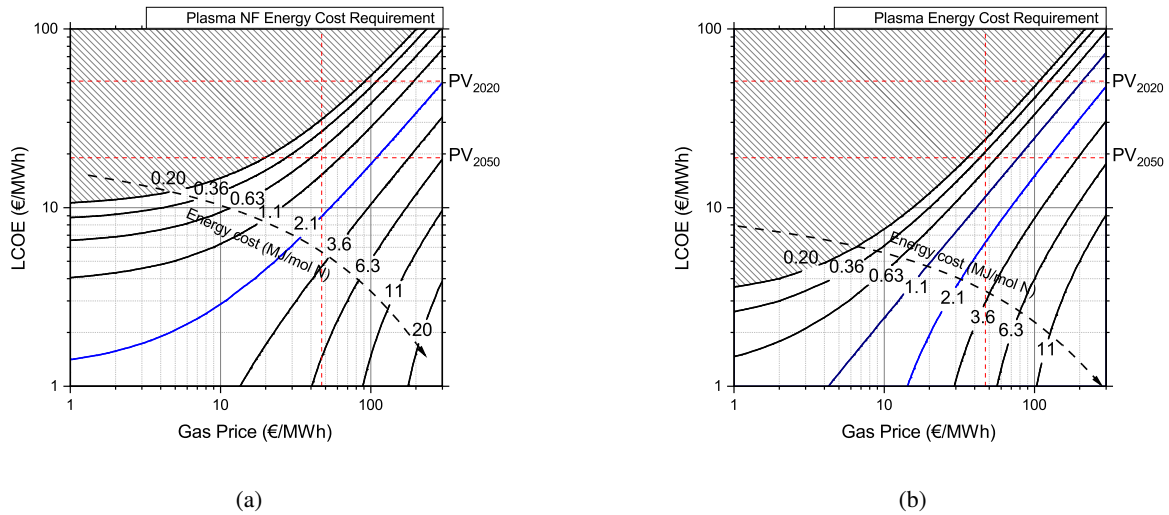 Plasma NF Energy Cost Requirement
100
10
1
LCOE (€/MWh)
PV2020
PV2050
0.20
0.36
0.63
1.1
2.1
3.6
6.3
11
20
Energy cost (MJ/mol N)
1
10
100
Gas Price (€/MWh)
(a)
Plasma Energy Cost Requirement
100
10
1
LCOE (€/MWh)
PV2020
PV2050
0.20
0.36
0.63
1.1
2.1
3.6
6.3
11
Energy cost (MJ/mol N)
1
10
100
Gas Price (€/MWh)
(b)